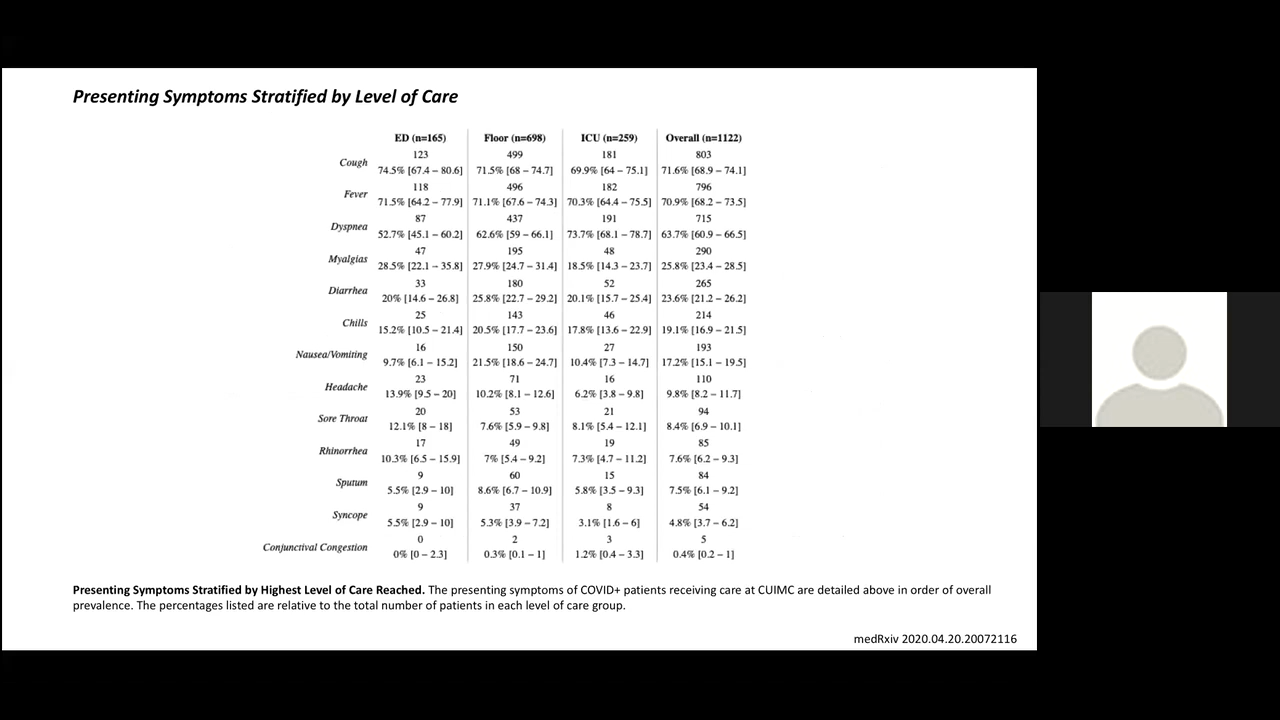 Presenting Symptoms Stratified by Level of Care
ED (n=165) Floor (n=698) ICU (n=259) Overall (n=1122)
123 499 181 803
Cough
74.5% [67.4 – 80.6] 71.5% [68 – 74.7] 69.9% [64 – 75.1] 71.6% [68.9 – 74.1]
118 496 182 796
Fever
71.5% [64.2 – 77.9] 71.1% [67.6 – 74.3] 70.3% [64.4 – 75.5] 70.9% [68.2 – 73.5]
87 437 191 715
Dyspnea
52.7% [45.1 – 60.2] 62.6% [59 – 66.1] 73.7% [68.1 – 78.7] 63.7% [60.9 – 66.5]
47 195 48 290
Myalgias
28.5% [22.1 – 35.8] 27.9% [24.7 – 31.4] 18.5% [14.3 – 23.7] 25.8% [23.4 – 28.5]
33 180 52 265
Diarrhea
20% [14.6 – 26.8] 25.8% [22.7 – 29.2] 20.1% [15.7 – 25.4] 23.6% [21.2 – 26.2]
25 143 46 214
Chills
15.2% [10.5 – 21.4] 20.5% [17.7 – 23.6] 17.8% [13.6 – 22.9] 19.1% [16.9 – 21.5]
16 150 27 193
Nausea/Vomiting
9.7% [6.1 – 15.2] 21.5% [18.6 – 24.7] 10.4% [7.3 – 14.7] 17.2% [15.1 – 19.5]
23 71 16 110
Headache
13.9% [9.5 – 20] 10.2% [8.1 – 12.6] 6.2% [3.8 – 9.8] 9.8% [8.2 – 11.7]
20 53 21 94
Sore Throat
12.1% [8 – 18] 7.6% [5.9 – 9.8] 8.1% [5.4 – 12.1] 8.4% [6.9 – 10.1]
17 49 19 85
Rhinorrhea
10.3% [6.5 – 15.9] 7% [5.4 – 9.2] 7.3% [4.7 – 11.2] 7.6% [6.2 – 9.3]
9 60 15 84
Sputum
5.5% [2.9 – 10] 8.6% [6.7 – 10.9] 5.8% [3.5 – 9.3] 7.5% [6.1 – 9.2]
9 37 8 54
Syncope
5.5% [2.9 – 10] 5.3% [3.9 – 7.2] 3.1% [1.6 – 6] 4.8% [3.7 – 6.2]
0 2 3 5
Conjunctival Congestion
0% [0 – 2.3] 0.3% [0.1 – 1] 1.2% [0.4 – 3.3] 0.4% [0.2 – 1]
Presenting Symptoms Stratified by Highest Level of Care Reached. The presenting symptoms of COVID+ patients receiving care at CUIMC are detailed above in order of overall
prevalence. The percentages listed are relative to the total number of patients in each level of care group.
medRxiv 2020.04.20.20072116